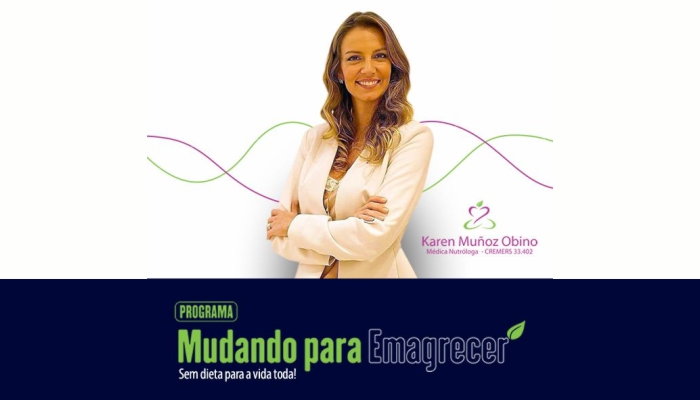 Karen Muñoz Obino
Médica Nutróloga - CREMERS 33.402
PROGRAMA
Mudando para Emagrecer
Sem dieta para a vida toda!